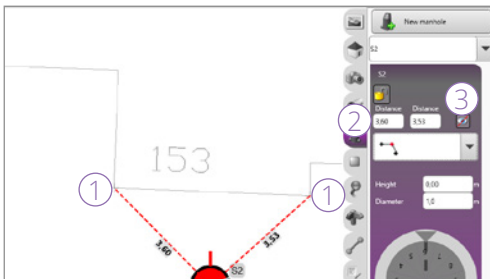 New manhole
S2
S2
Distance Distance
3,60 3,53
3
2
153
1 1
3,60 3,53
S2
Height 0,00 m
Diameter 1,0 m